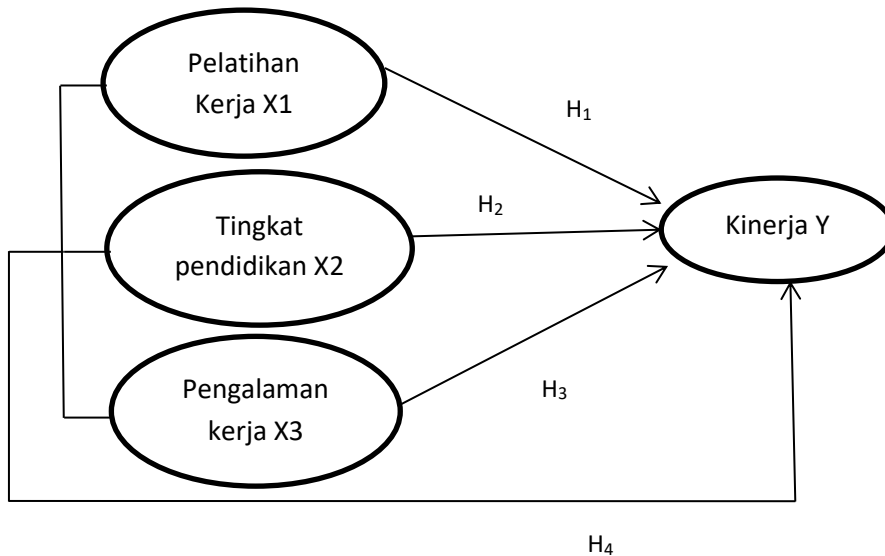 Pelatihan
Kerja X1
H₁
Tingkat
pendidikan X2
H₂
Kinerja Y
Pengalaman
kerja X3
H₃
H₄